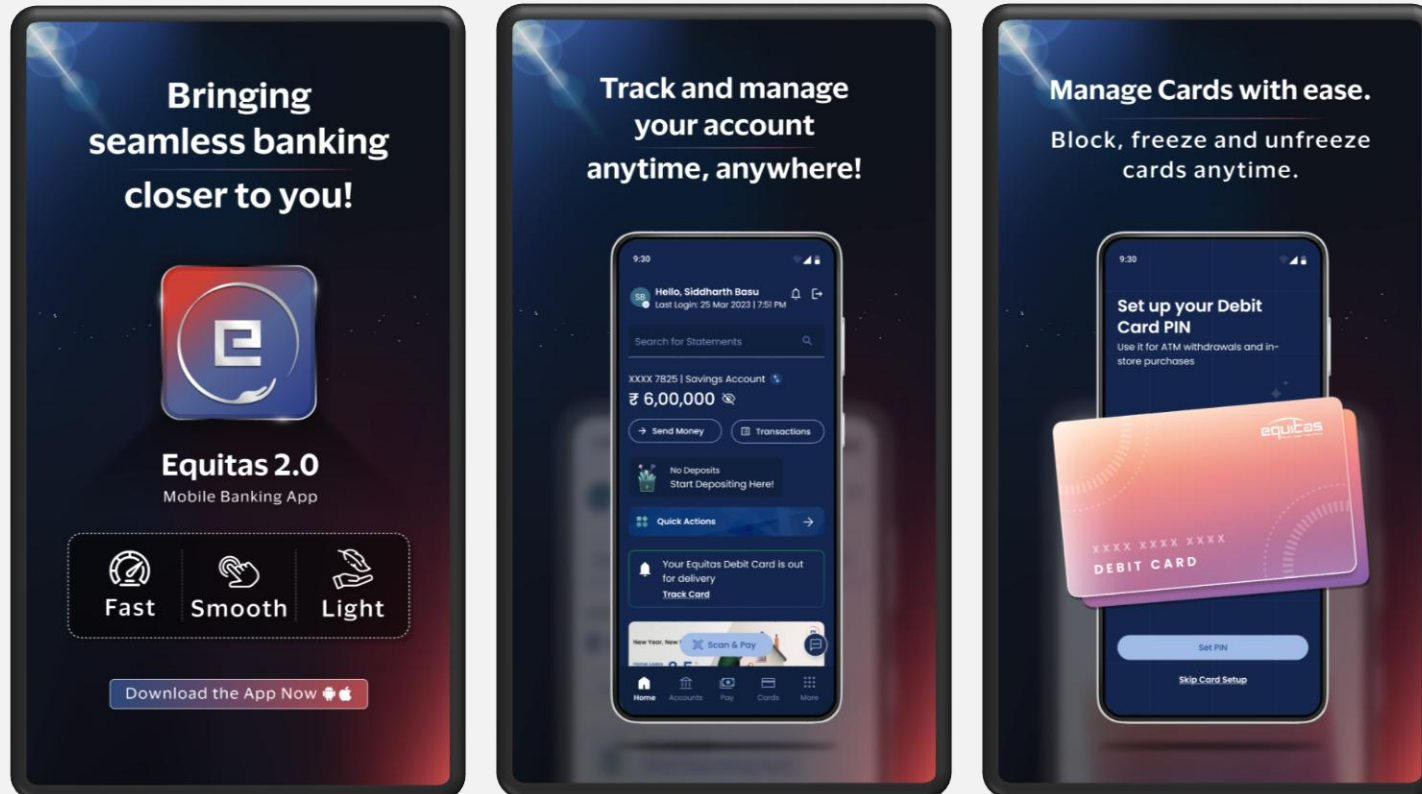 Bringing
seamless banking
closer to you!
Equitas 2.0
Mobile Banking App
Fast
Smooth
Light
Download the App Now
Track and manage
your account
anytime, anywhere!
9:30
SB
Hello, Siddharth Basu
Last Login: 25 Mar 2023 | 7:51 PM
Search for Statements
XXXX 7825 | Savings Account
₹ 6,00,000
→ Send Money
Transactions
No Deposits
Start Depositing Here!
Quick Actions
Your Equitas Debit Card is out
for delivery
Track Card
New Year, New
Scan & Pay
Home
Accounts
Pay
Cards
More
Manage Cards with ease.
Block, freeze and unfreeze
cards anytime.
9:30
Set up your Debit
Card PIN
Use it for ATM withdrawals and in-
store purchases
equitas
XXXX XXXX XXXX
DEBIT CARD
Set PIN
Skip Card Setup